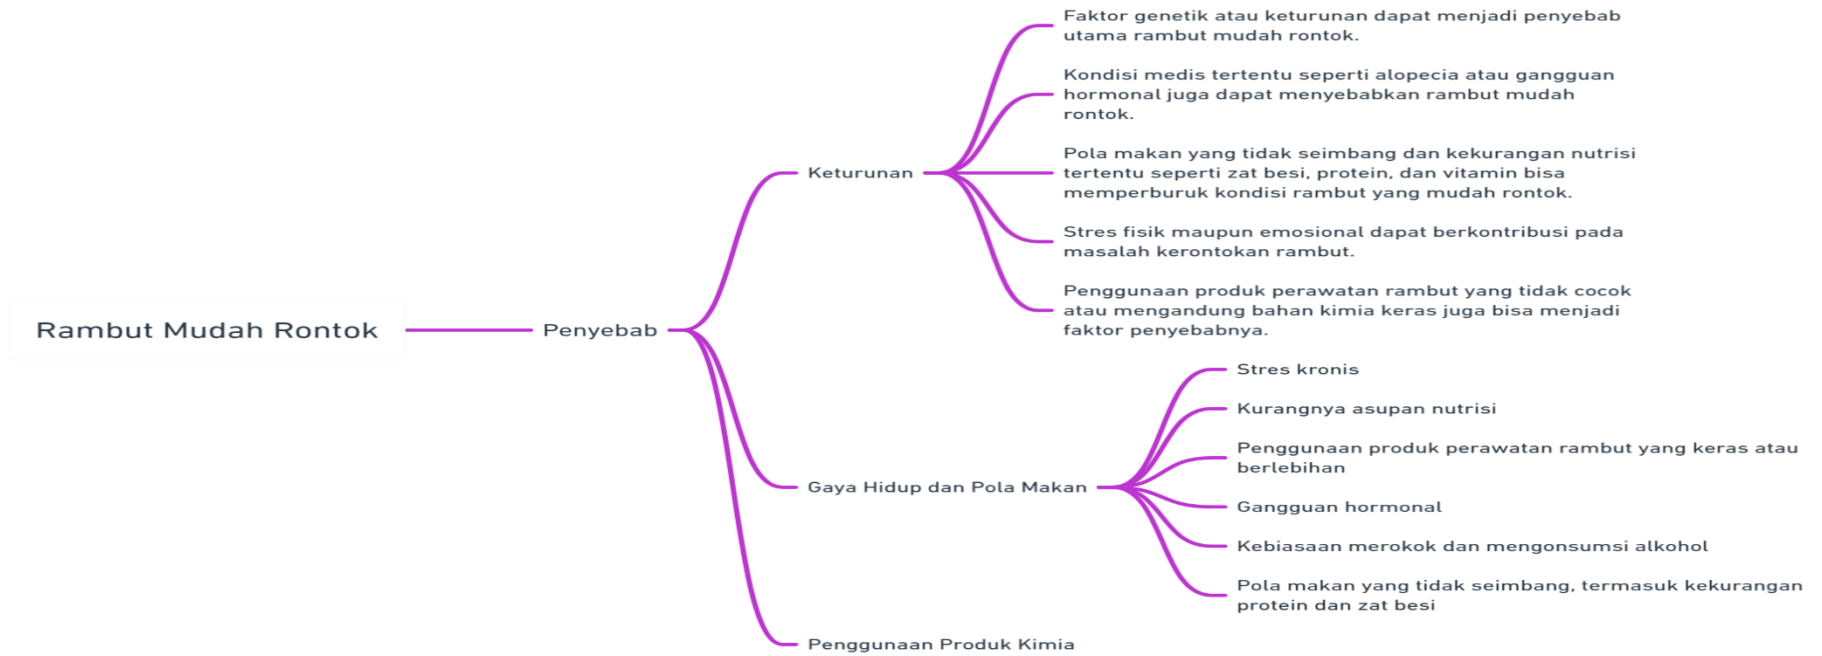 Rambut Mudah Rontok
Penyebab
Keturunan
Faktor genetik atau keturunan dapat menjadi penyebab
utama rambut mudah rontok.
Kondisi medis tertentu seperti alopecia atau gangguan
hormonal juga dapat menyebabkan rambut mudah
rontok.
Pola makan yang tidak seimbang dan kekurangan nutrisi
tertentu seperti zat besi, protein, dan vitamin bisa
memperburuk kondisi rambut yang mudah rontok.
Stres fisik maupun emosional dapat berkontribusi pada
masalah kerontokan rambut.
Penggunaan produk perawatan rambut yang tidak cocok
atau mengandung bahan kimia keras juga bisa menjadi
faktor penyebabnya.
Gaya Hidup dan Pola Makan
Stres kronis
Kurangnya asupan nutrisi
Penggunaan produk perawatan rambut yang keras atau
berlebihan
Gangguan hormonal
Kebiasaan merokok dan mengonsumsi alkohol
Pola makan yang tidak seimbang, termasuk kekurangan
protein dan zat besi
Penggunaan Produk Kimia